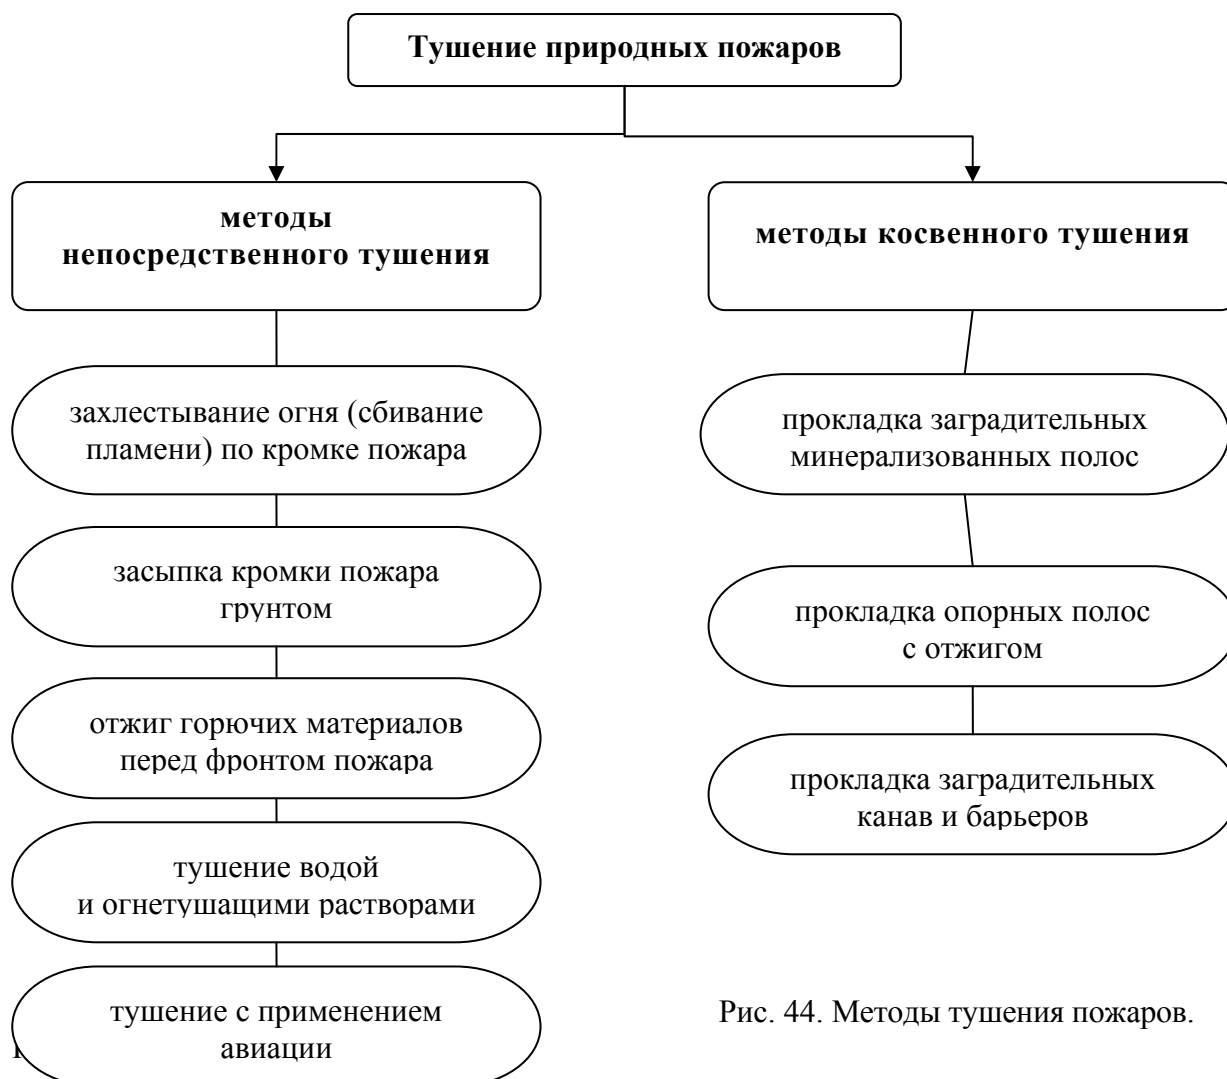 Тушение природных пожаров
методы
непосредственного тушения
захлестывание огня (сбивание
пламени) по кромке пожара
засыпка кромки пожара
грунтом
отжиг горючих материалов
перед фронтом пожара
тушение водой
и огнетушащими растворами
тушение с применением
авиации
методы косвенного тушения
прокладка заградительных
минерализованных полос
прокладка опорных полос
с отжигом
прокладка заградительных
канав и барьеров
Рис. 44. Методы тушения пожаров.